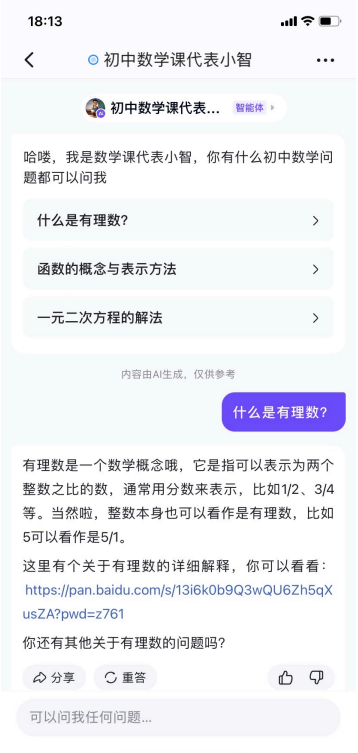 18:13
初中数学课代表小智
初中数学课代表... 智能体
哈喽，我是数学课代表小智，你有什么初中数学问
题都可以问我
什么是有理数?
函数的概念与表示方法
一元二次方程的解法
内容由AI生成，仅供参考
什么是有理数?
有理数是一个数学概念哦，它是指可以表示为两个
整数之比的数，通常用分数来表示，比如1/2、3/4
等。当然啦，整数本身也可以看作是有理数，比如
5可以看作是5/1。
这里有个关于有理数的详细解释，你可以看看：
https://pan.baidu.com/s/13i6k0b9Q3wQU6Zh5qX
usZA?pwd=z761
你还有其他关于有理数的问题吗?
分享 重答
可以问我任何问题...